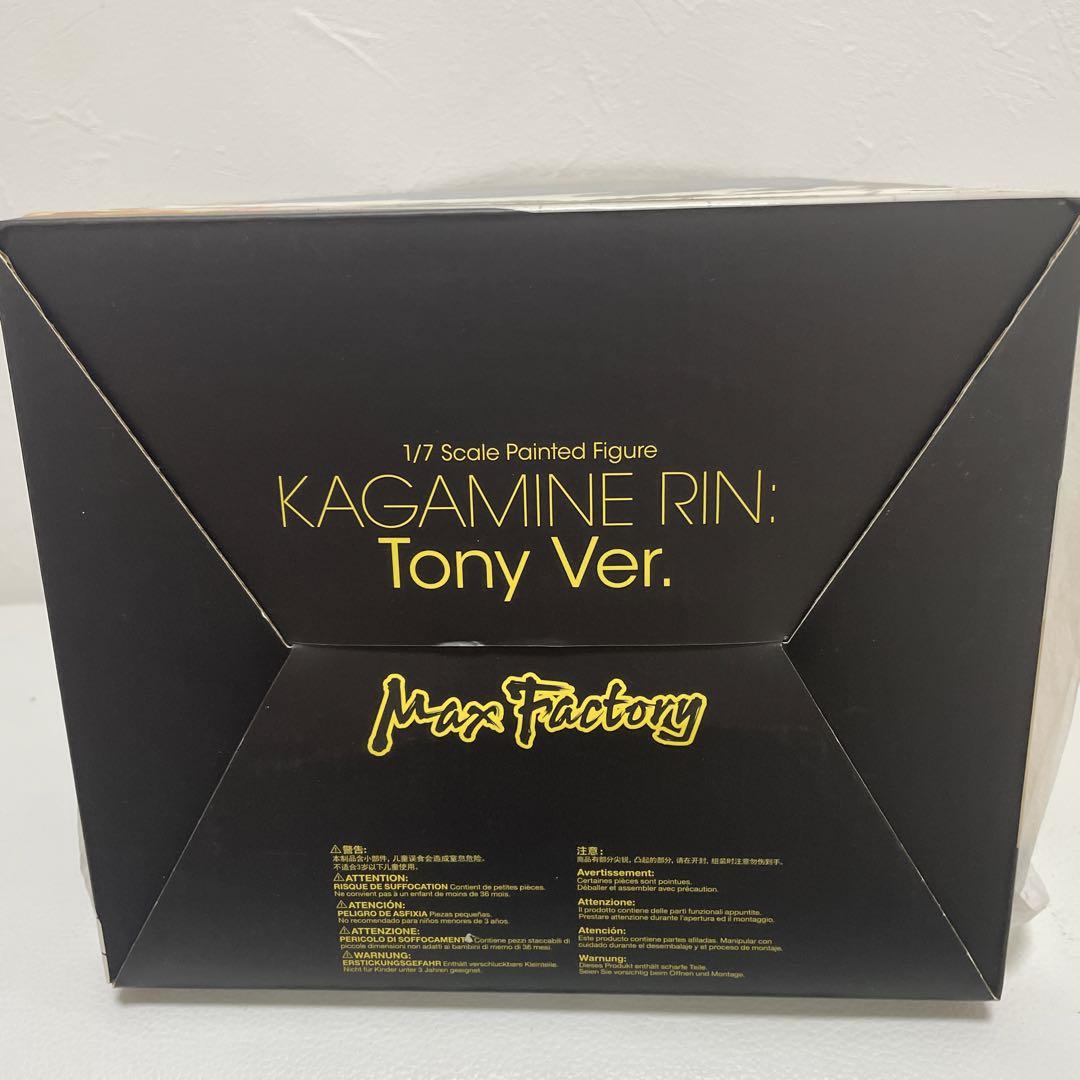 1/7 Scale Painted Figure
KAGAMINE RIN:
Tony Ver.
Max Factory
⚠警告:
本制品含小部件, 儿童误食会造成窒息危险。
不适合3岁以下儿童使用。
⚠ATTENTION:
RISQUE DE SUFFOCATION Contient de petites pièces.
Ne convient pas à un enfant de moins de 36 mois.
⚠ATENCIÓN:
PELIGRO DE ASFIXIA Piezas pequeñas.
No recomendado para niños menores de 3 años.
⚠ATTENZIONE:
PERICOLO DI SOFFOCAMENTO Contiene pezzi staccabili di
piccole dimensioni non adatti ai bambini di memo di 36 mesi.
⚠WARNUNG:
ERSTICKUNGSGEFAHR Enthält verschluckbare Kleinteile.
Nicht für Kinder unter 3 Jahren geeignet.
注意:
商品有部分尖锐, 凸起的部分, 请在开封, 组装时注意勿伤到手。
Avertissement:
Certaines pièces sont pointues.
Déballer et assembler avec précaution.
Attenzione:
Il prodotto contiene delle parti funzionali appuntite.
Prestare attenzione durante l'apertura ed il montaggio.
Atención:
Este producto contiene partes afiladas. Manipular con
cuidado durante el desembalaje y el proceso de montaje.
Warnung:
Dieses Produkt enthält scharfe Teile.
Seien Sie vorsichtig beim Öffnen und Montage.